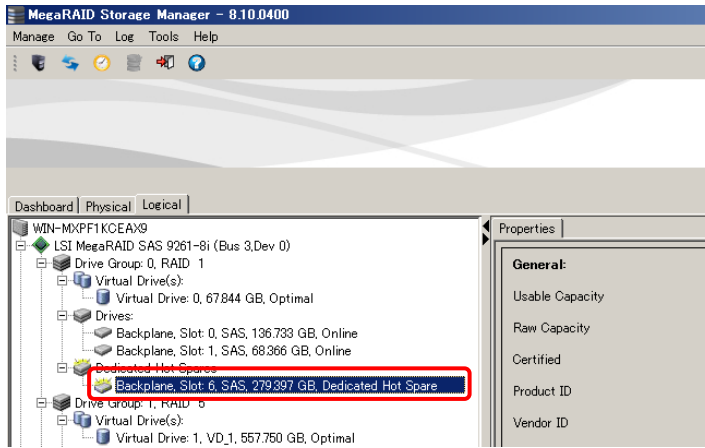 MegaRAID Storage Manager - 8.10.0400
Manage Go To Log Tools Help
Dashboard Physical Logical
WIN-MXPF1KCEAX9
LSI MegaRAID SAS 9261-8i (Bus 3,Dev 0)
Drive Group: 0, RAID 1
Virtual Drive(s):
Virtual Drive: 0, 67.844 GB, Optimal
Drives:
Backplane, Slot: 0, SAS, 136.733 GB, Online
Backplane, Slot: 1, SAS, 68.366 GB, Online
Dedicated Hot Spares
Backplane, Slot: 6, SAS, 279.397 GB, Dedicated Hot Spare
Drive Group: 1, RAID 5
Virtual Drive(s):
Virtual Drive: 1, VD_1, 557.750 GB, Optimal
Properties
General:
Usable Capacity
Raw Capacity
Certified
Product ID
Vendor ID